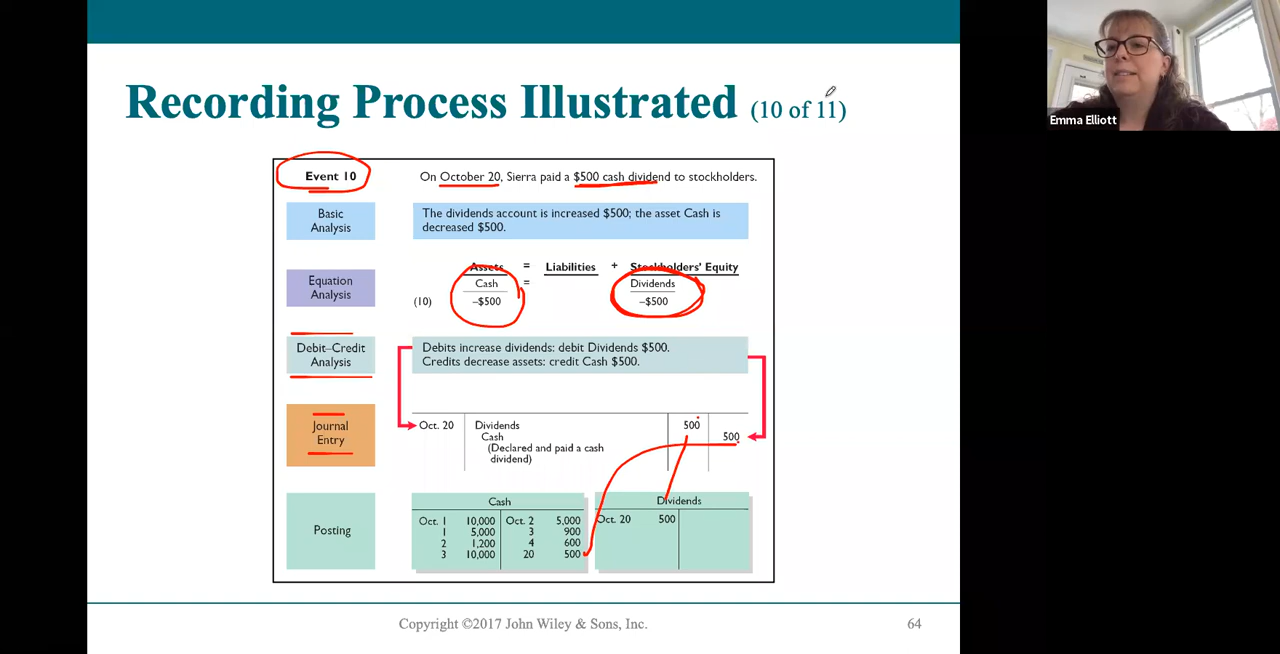 Recording Process Illustrated (10 of 11)
Emma Elliott
Event 10
On October 20, Sierra paid a $500 cash dividend to stockholders.
Basic
Analysis
The dividends account is increased $500; the asset Cash is
decreased $500.
Equation
Analysis
Assets = Liabilities + Stockholders' Equity
Cash = Dividends
(10) –$500 –$500
Debit–Credit
Analysis
Debits increase dividends: debit Dividends $500.
Credits decrease assets: credit Cash $500.
Journal
Entry
Oct. 20 Dividends 500
Cash 500
(Declared and paid a cash
dividend)
Posting
Cash
Oct. 1 10,000 Oct. 2 5,000
1 5,000 3 900
2 1,200 4 600
3 10,000 20 500
Dividends
Oct. 20 500
Copyright ©2017 John Wiley & Sons, Inc.
64